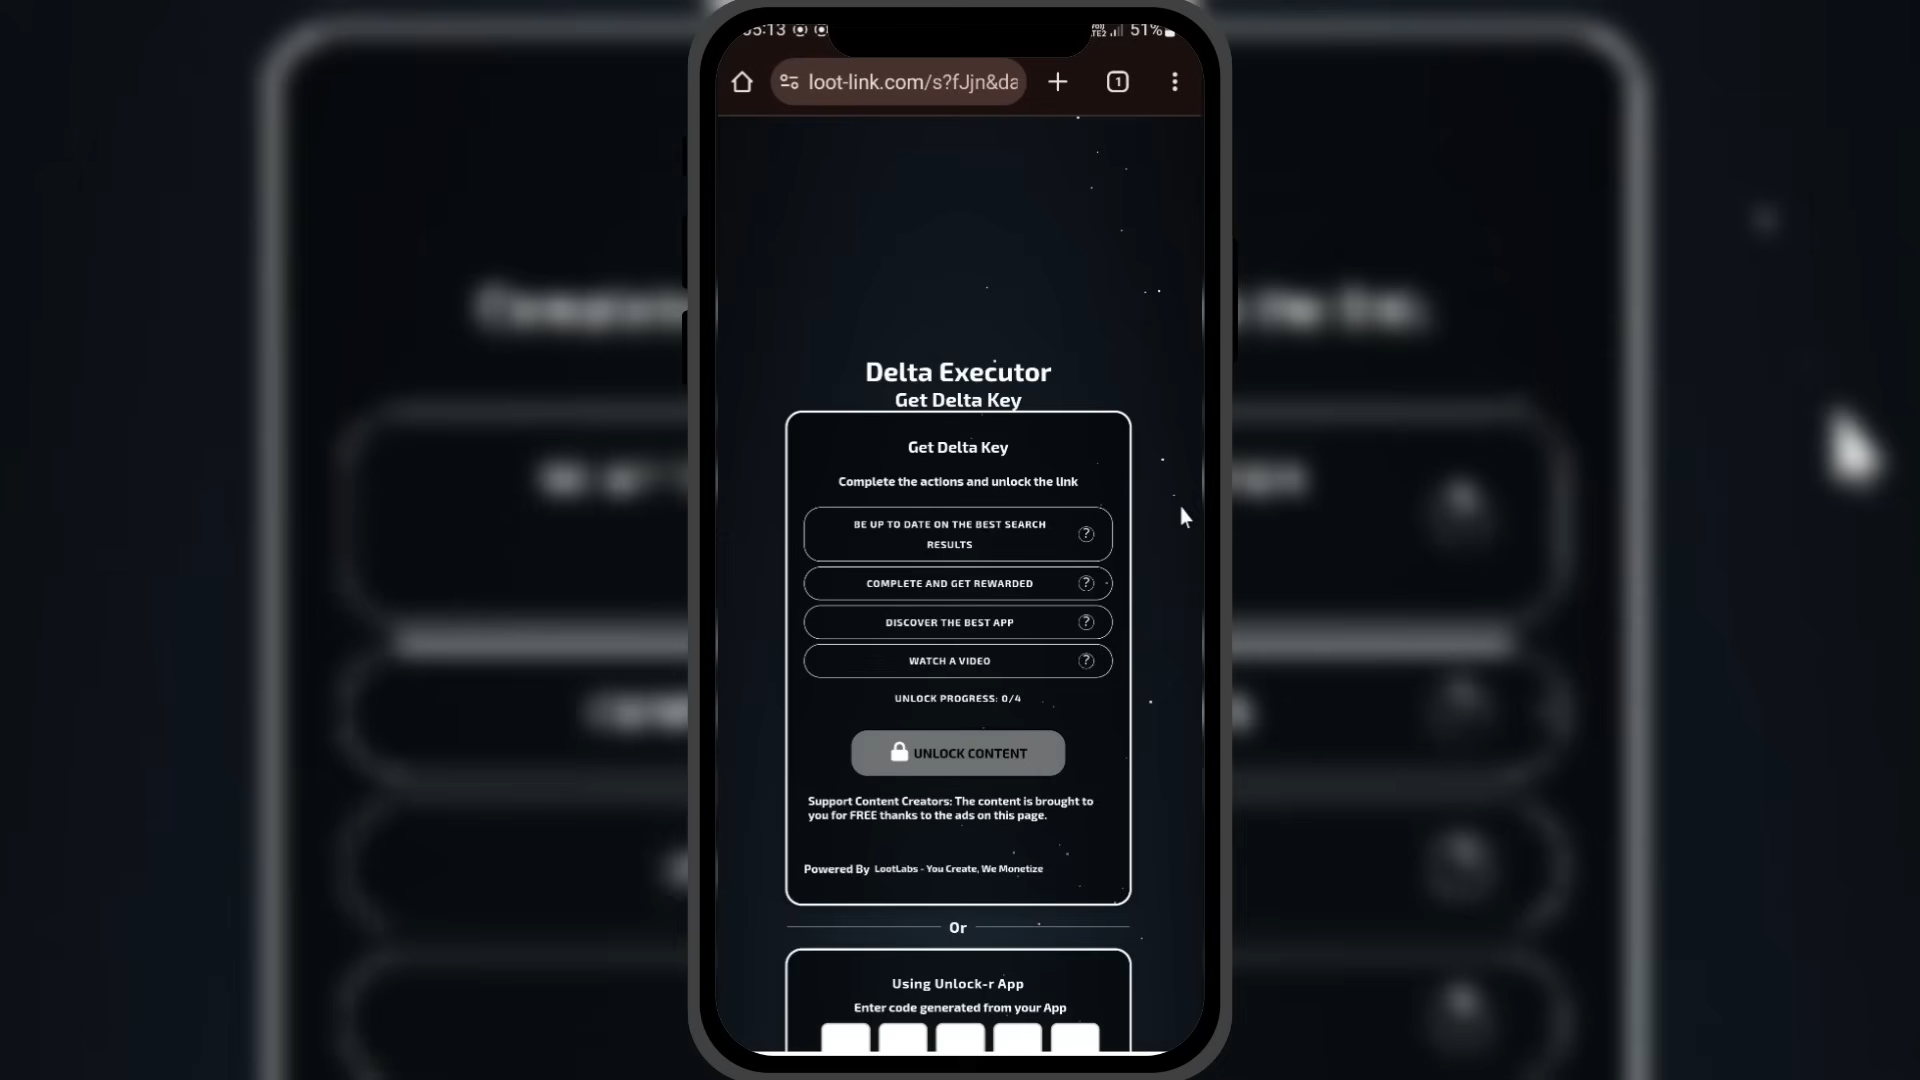 05:13 51%
loot-link.com/s?fJjn&da
1
Delta Executor
Get Delta Key
Get Delta Key
Complete the actions and unlock the link
BE UP TO DATE ON THE BEST SEARCH
RESULTS
?
COMPLETE AND GET REWARDED ?
DISCOVER THE BEST APP ?
WATCH A VIDEO ?
UNLOCK PROGRESS: 0/4
UNLOCK CONTENT
Support Content Creators: The content is brought to
you for FREE thanks to the ads on this page.
Powered By LootLabs - You Create, We Monetize
Or
Using Unlock-r App
Enter code generated from your App